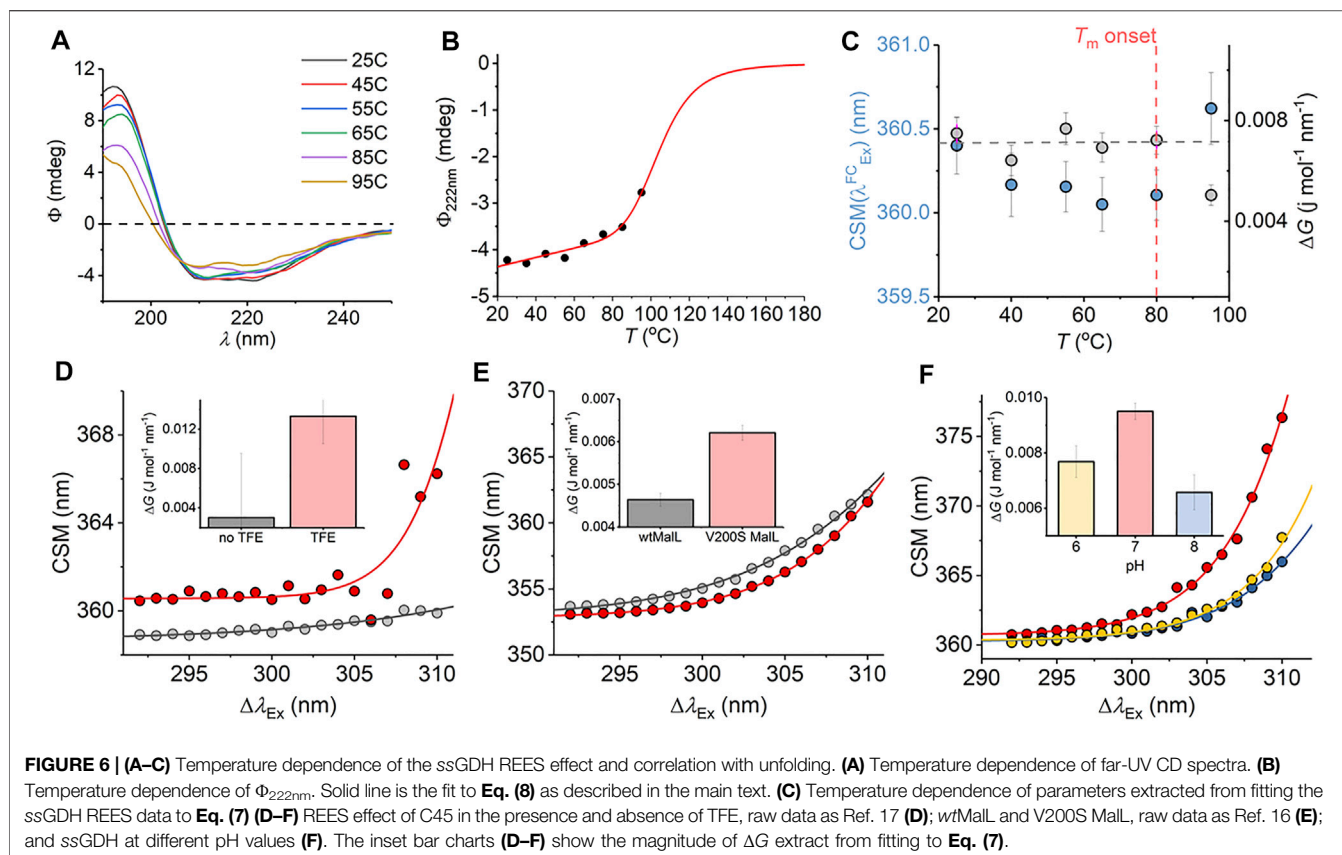 A
25C
45C
55C
65C
85C
95C
12
8
4
0
-4
Φ (mdeg)
200 220 240
λ (nm)
B
0
-1
-2
-3
-4
-5
Φ222nm (mdeg)
20 40 60 80 100 120 140 160 180
T (ºC)
C
Tm onset
361.0
360.5
360.0
359.5
CSM(λFCEx) (nm)
0.008
0.004
ΔG (j mol-1 nm-1)
20 40 60 80 100
T (ºC)
D
368
364
360
CSM (nm)
0.012
0.008
0.004
ΔG (J mol-1 nm-1)
no TFE TFE
295 300 305 310
ΔλEx (nm)
E
370
365
360
355
350
CSM (nm)
0.007
0.006
0.005
0.004
ΔG (J mol-1 nm-1)
wtMalL V200S MalL
295 300 305 310
ΔλEx (nm)
F
375
370
365
360
CSM (nm)
0.010
0.008
0.006
ΔG (J mol-1 nm-1)
6 7 8
pH
290 295 300 305 310
ΔλEx (nm)
FIGURE 6 | (A–C) Temperature dependence of the ssGDH REES effect and correlation with unfolding. (A) Temperature dependence of far-UV CD spectra. (B)
Temperature dependence of Φ222nm. Solid line is the fit to Eq. (8) as described in the main text. (C) Temperature dependence of parameters extracted from fitting the
ssGDH REES data to Eq. (7) (D–F) REES effect of C45 in the presence and absence of TFE, raw data as Ref. 17 (D); wtMalL and V200S MalL, raw data as Ref. 16 (E);
and ssGDH at different pH values (F). The inset bar charts (D–F) show the magnitude of ΔG extract from fitting to Eq. (7).